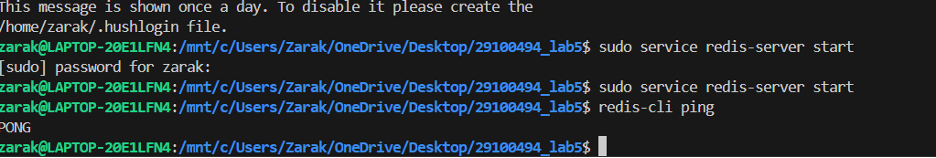 This message is shown once a day. To disable it please create the
/home/zarak/.hushlogin file.
zarak@LAPTOP-20E1LFN4:/mnt/c/Users/Zarak/OneDrive/Desktop/29100494_lab5$ sudo service redis-server start
[sudo] password for zarak:
zarak@LAPTOP-20E1LFN4:/mnt/c/Users/Zarak/OneDrive/Desktop/29100494_lab5$ sudo service redis-server start
zarak@LAPTOP-20E1LFN4:/mnt/c/Users/Zarak/OneDrive/Desktop/29100494_lab5$ redis-cli ping
PONG
zarak@LAPTOP-20E1LFN4:/mnt/c/Users/Zarak/OneDrive/Desktop/29100494_lab5$